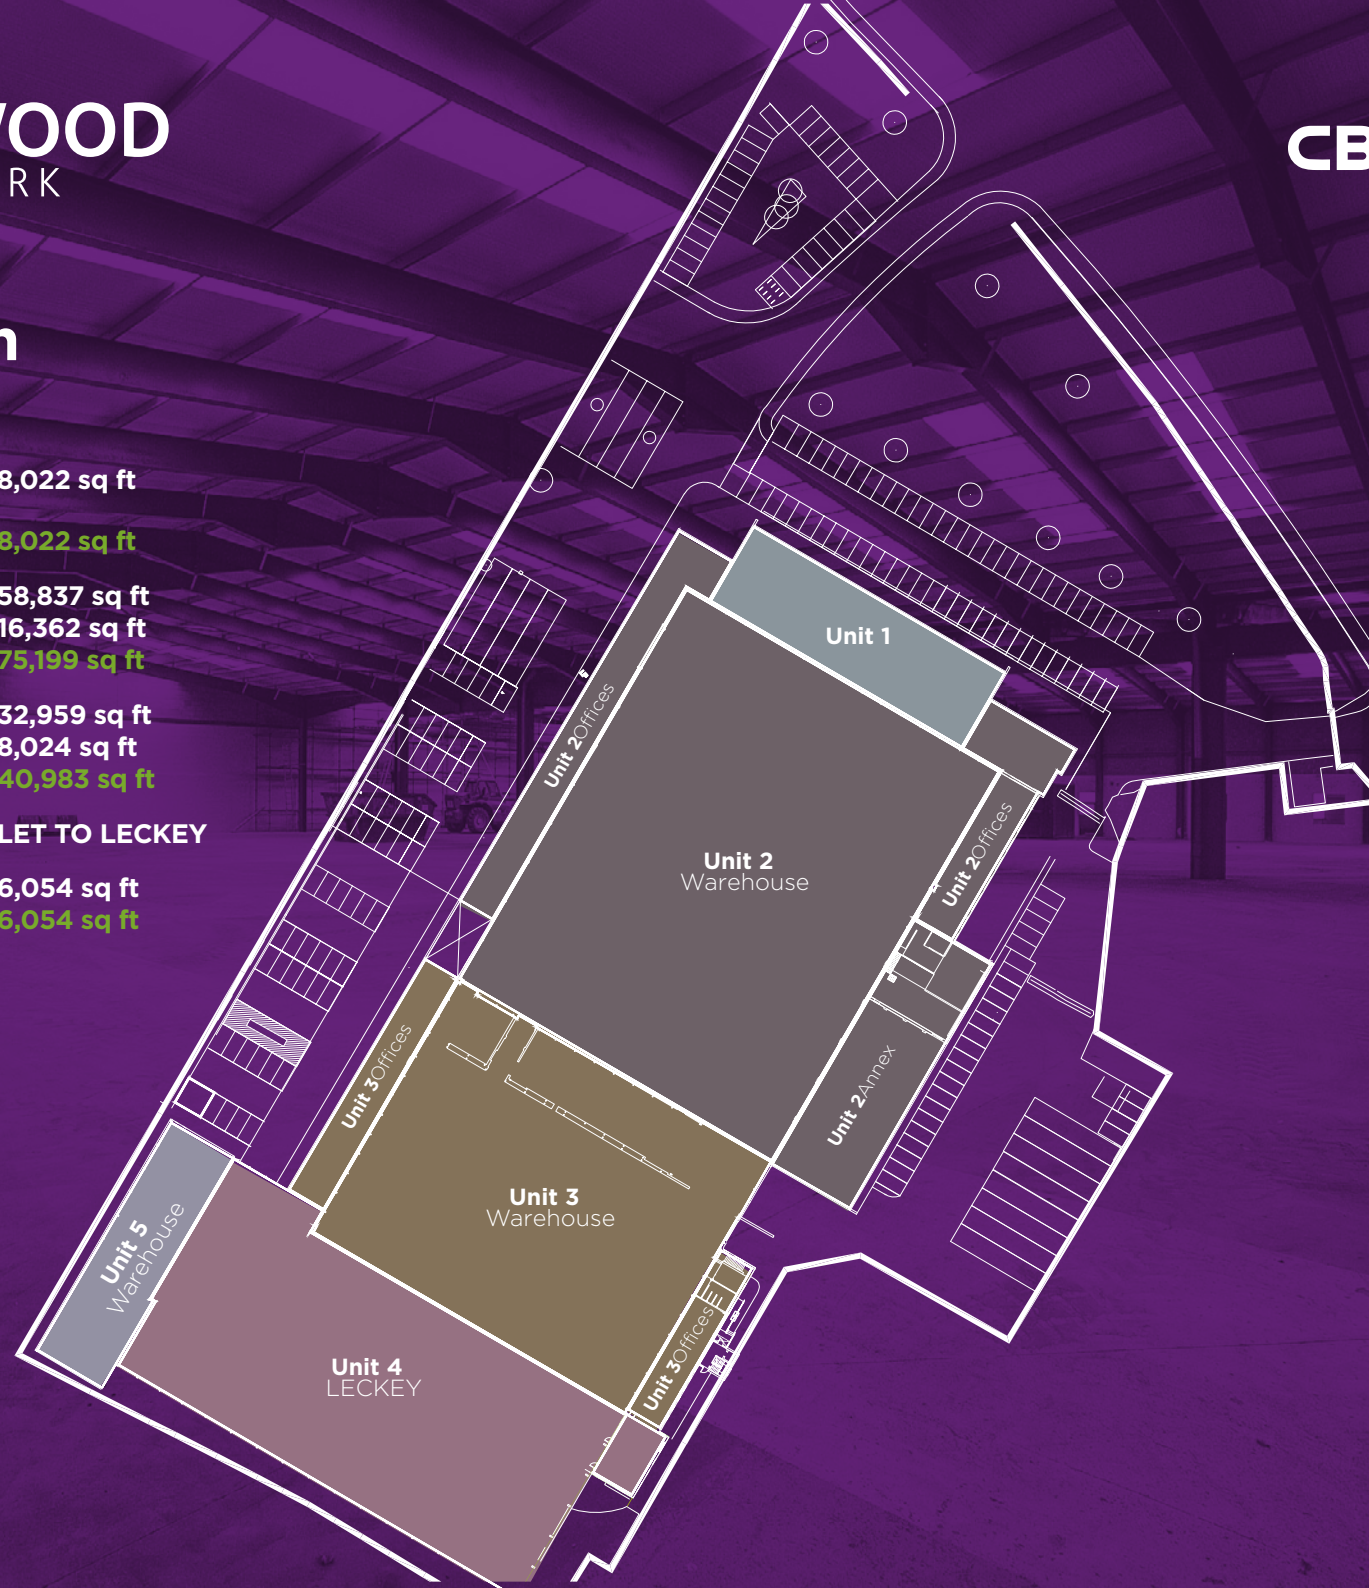 WOOD
RK
CB
n
8,022 sq ft
8,022 sq ft
58,837 sq ft
16,362 sq ft
75,199 sq ft
32,959 sq ft
8,024 sq ft
40,983 sq ft
LET TO LECKEY
6,054 sq ft
6,054 sq ft
Unit 1
Unit 2 Offices
Unit 2
Warehouse
Unit 2 Offices
Unit 2 Annex
Unit 3 Offices
Unit 3
Warehouse
Unit 3 Offices
Unit 5
Warehouse
Unit 4
LECKEY